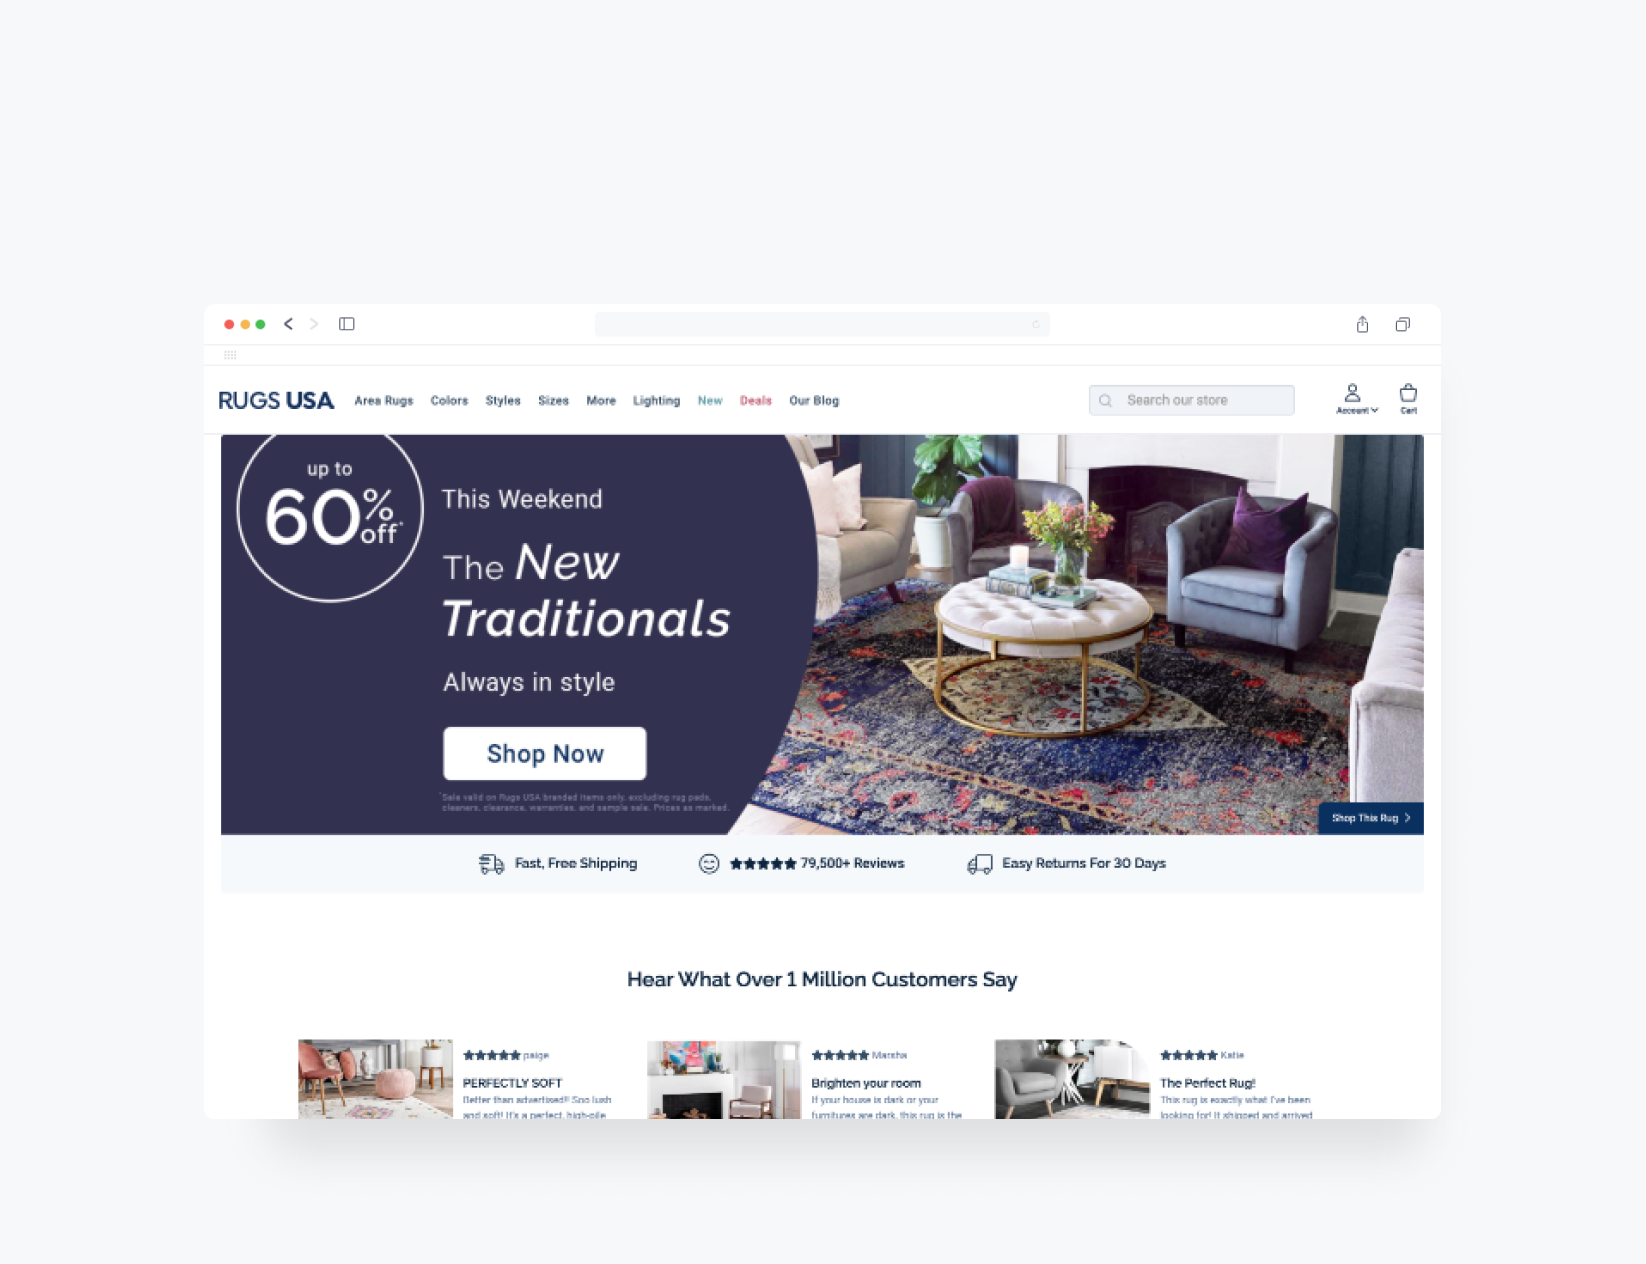 RUGS USA Area Rugs Colors Styles Sizes More Lighting New Deals Our Blog Search our store Account Cart
up to
60% off*
This Weekend
The New
Traditionals
Always in style
Shop Now
*Sale valid on Rugs USA branded items only, excluding rug pads,
cleaners, clearance, warranties, and sample sale. Prices as marked.
Shop This Rug
Fast, Free Shipping
79,500+ Reviews
Easy Returns For 30 Days
Hear What Over 1 Million Customers Say
paige
PERFECTLY SOFT
Better than advertised!! Soo lush
and soft! It's a perfect, high-pile
Marsha
Brighten your room
If your house is dark or your
furnitures are dark, this rug is the
Katie
The Perfect Rug!
This rug is exactly what I've been
looking for! It shipped and arrived